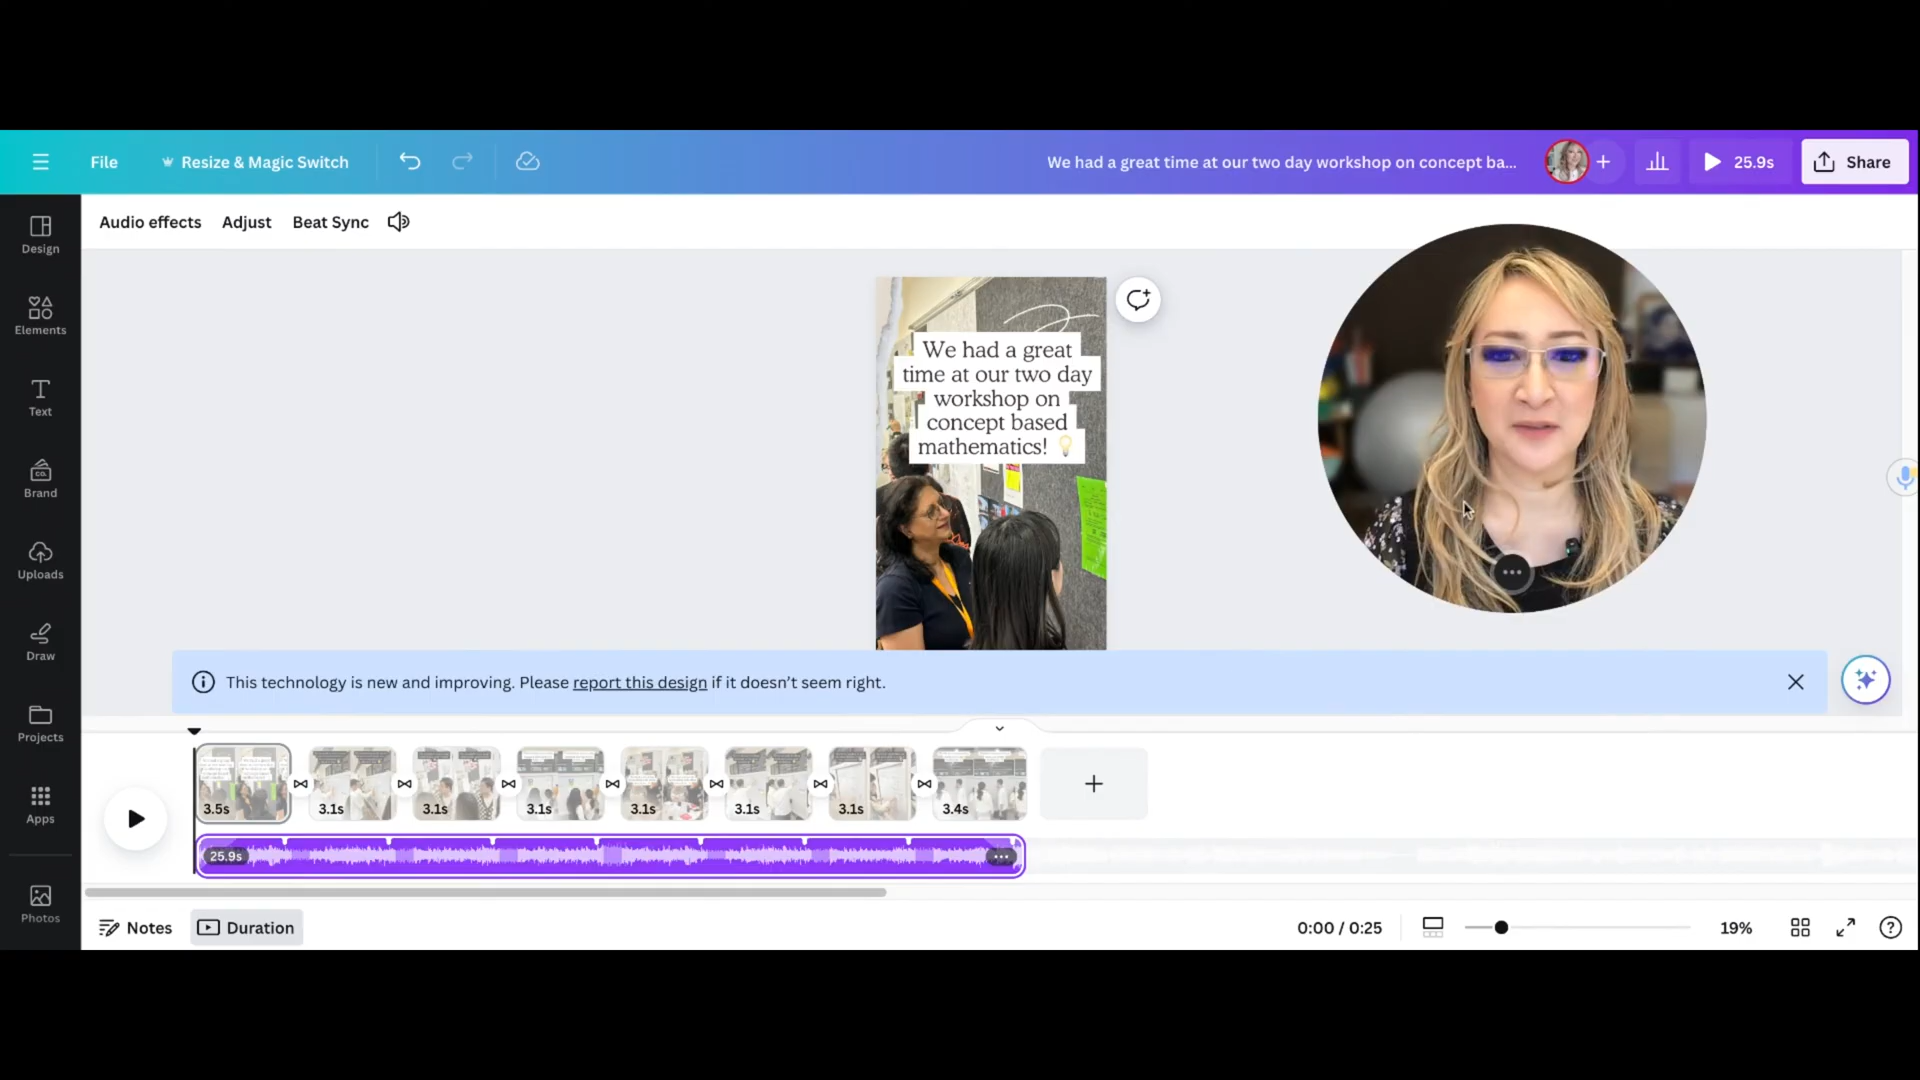 File
Resize & Magic Switch
We had a great time at our two day workshop on concept ba...
25.9s
Share
Design
Elements
Text
Brand
Uploads
Draw
Projects
Apps
Photos
Audio effects
Adjust
Beat Sync
We had a great
time at our two day
workshop on
concept based
mathematics! 💡
This technology is new and improving. Please report this design if it doesn't seem right.
3.5s
3.1s
3.1s
3.1s
3.1s
3.1s
3.1s
3.4s
25.9s
Notes
Duration
0:00 / 0:25
19%